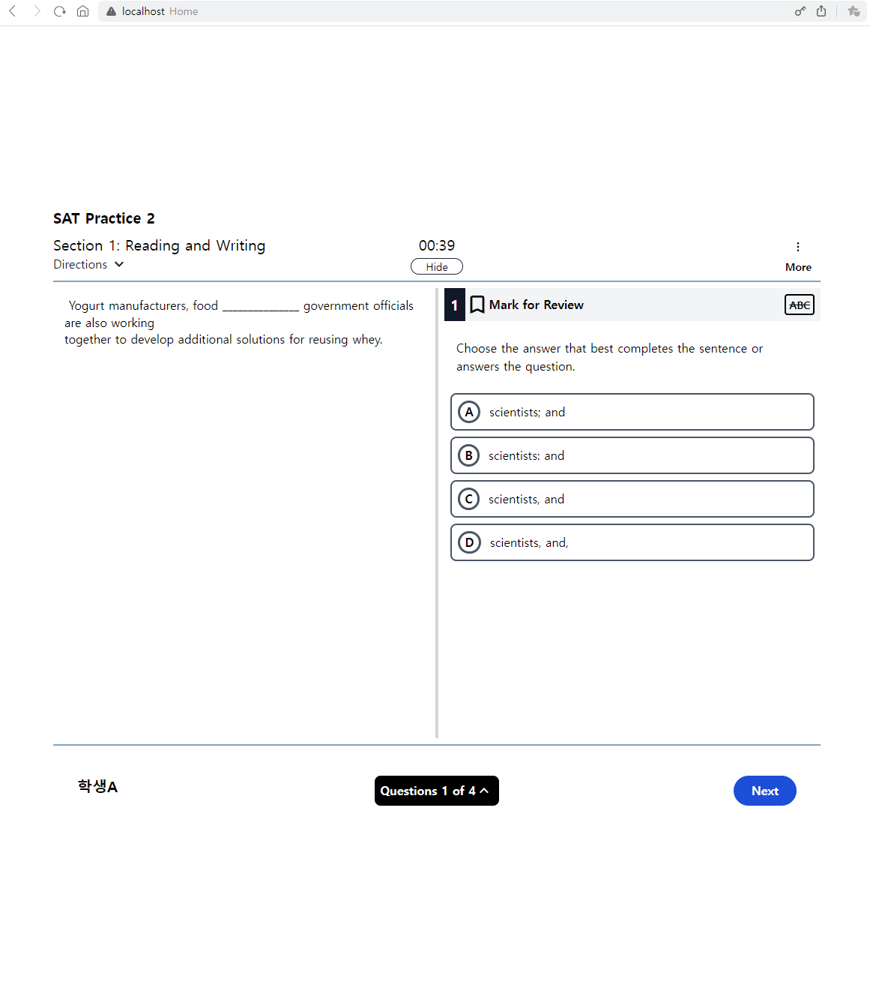 localhost Home
SAT Practice 2
Section 1: Reading and Writing
Directions
00:39
Hide
More
Yogurt manufacturers, food ______________ government officials
are also working
together to develop additional solutions for reusing whey.
1 Mark for Review ABC
Choose the answer that best completes the sentence or
answers the question.
A scientists; and
B scientists: and
C scientists, and
D scientists, and,
학생A
Questions 1 of 4
Next